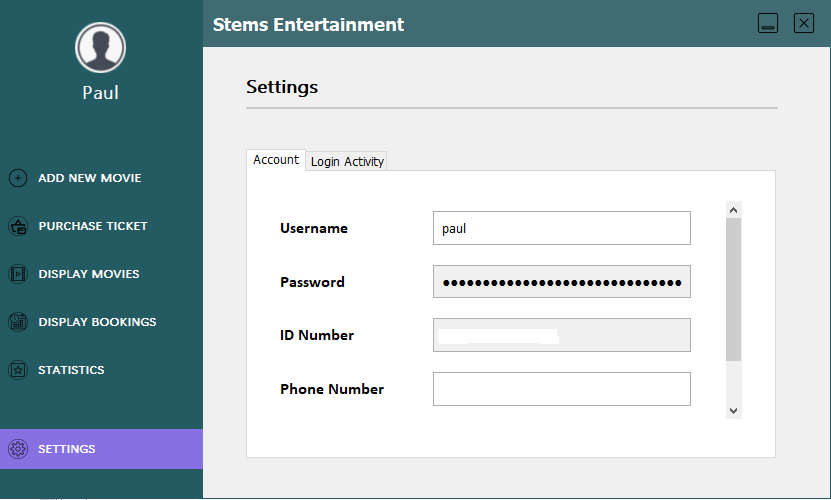 Stems Entertainment
Paul
ADD NEW MOVIE
PURCHASE TICKET
DISPLAY MOVIES
DISPLAY BOOKINGS
STATISTICS
SETTINGS
Settings
Account
Login Activity
Username
paul
Password
●●●●●●●●●●●●●●●●●●●●●●●●●●●●●●
ID Number
Phone Number